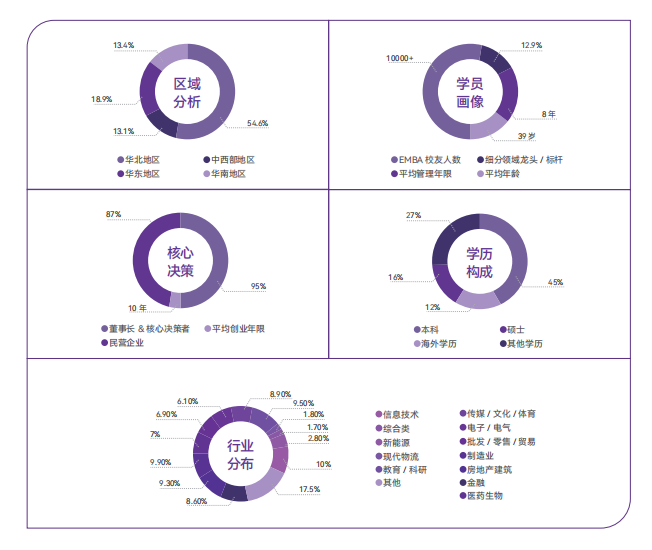 13.4%
18.9%
13.1%
54.6%
区域
分析
华北地区
中西部地区
华东地区
华南地区
10000+
12.9%
8 年
39 岁
学员
画像
EMBA 校友人数
细分领域龙头 / 标杆
平均管理年限
平均年龄
87%
95%
10 年
核心
决策
董事长 & 核心决策者
平均创业年限
民营企业
27%
16%
12%
45%
学历
构成
本科
硕士
海外学历
其他学历
6.10%
6.90%
7%
9.90%
9.30%
8.60%
8.90%
9.50%
1.80%
1.70%
2.80%
10%
17.5%
行业
分布
信息技术
综合类
新能源
现代物流
教育 / 科研
其他
传媒 / 文化 / 体育
电子 / 电气
批发 / 零售 / 贸易
制造业
房地产建筑
金融
医药生物